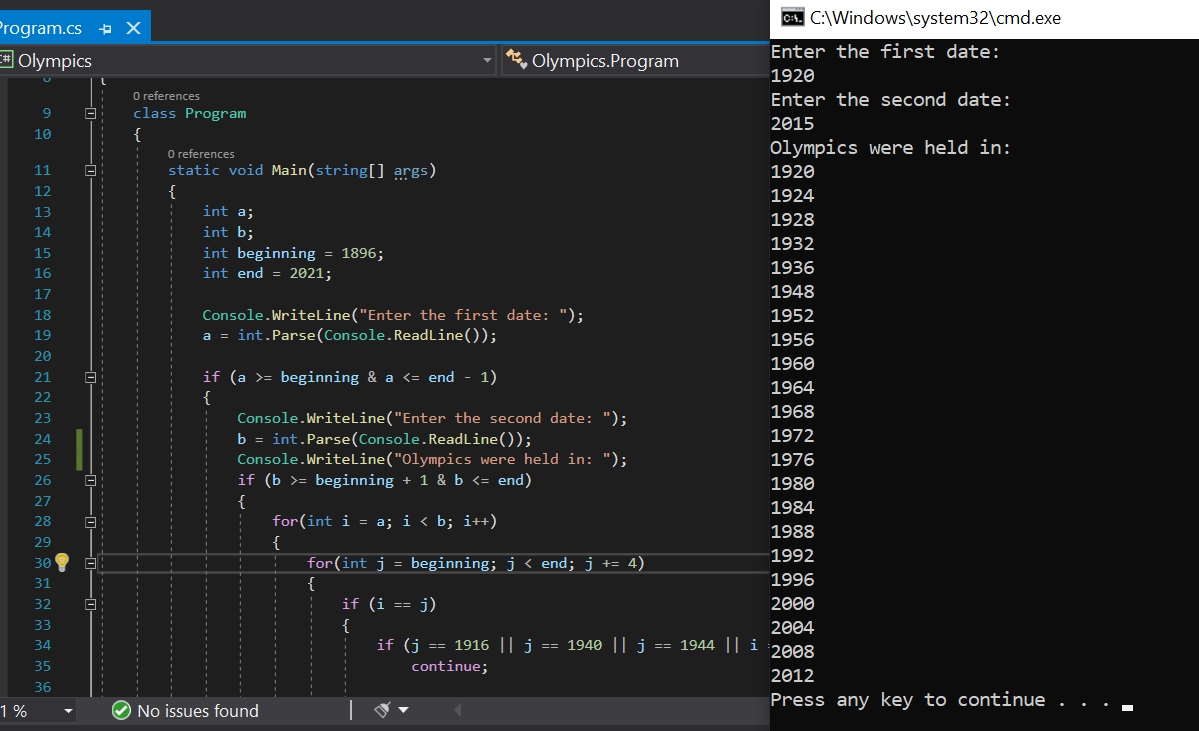 Program.cs
C:\Windows\system32\cmd.exe
C# Olympics
Olympics.Program
8 {
0 references
9 class Program
10 {
0 references
11 static void Main(string[] args)
12 {
13 int a;
14 int b;
15 int beginning = 1896;
16 int end = 2021;
17
18 Console.WriteLine("Enter the first date: ");
19 a = int.Parse(Console.ReadLine());
20
21 if (a >= beginning & a <= end - 1)
22 {
23 Console.WriteLine("Enter the second date: ");
24 b = int.Parse(Console.ReadLine());
25 Console.WriteLine("Olympics were held in: ");
26 if (b >= beginning + 1 & b <= end)
27 {
28 for(int i = a; i < b; i++)
29 {
30 for(int j = beginning; j < end; j += 4)
31 {
32 if (i == j)
33 {
34 if (j == 1916 || j == 1940 || j == 1944 || i
35 continue;
36
1 %
No issues found
Enter the first date:
1920
Enter the second date:
2015
Olympics were held in:
1920
1924
1928
1932
1936
1948
1952
1956
1960
1964
1968
1972
1976
1980
1984
1988
1992
1996
2000
2004
2008
2012
Press any key to continue . . .